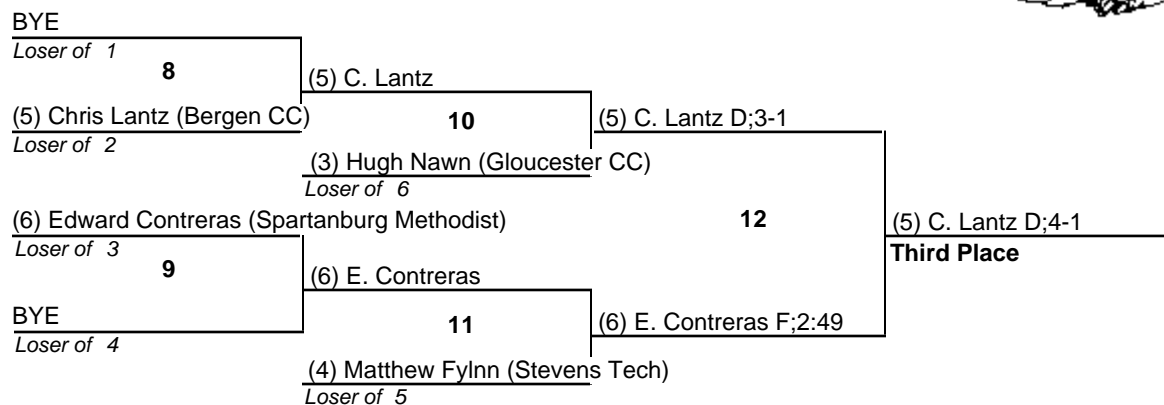 BYE
Loser of 1
8
(5) C. Lantz
(5) Chris Lantz (Bergen CC)
Loser of 2
10
(5) C. Lantz D;3-1
(3) Hugh Nawn (Gloucester CC)
Loser of 6
(6) Edward Contreras (Spartanburg Methodist)
Loser of 3
12
(5) C. Lantz D;4-1
Third Place
9
(6) E. Contreras
BYE
Loser of 4
11
(6) E. Contreras F;2:49
(4) Matthew Fylnn (Stevens Tech)
Loser of 5